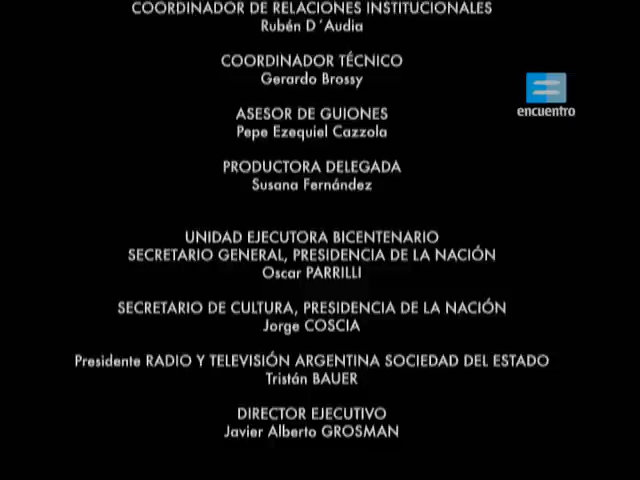 COORDINADOR DE RELACIONES INSTITUCIONALES
Rubén D´Audia
COORDINADOR TÉCNICO
Gerardo Brossy
encuentro
ASESOR DE GUIONES
Pepe Ezequiel Cazzola
PRODUCTORA DELEGADA
Susana Fernández
UNIDAD EJECUTORA BICENTENARIO
SECRETARIO GENERAL, PRESIDENCIA DE LA NACIÓN
Oscar PARRILLI
SECRETARIO DE CULTURA, PRESIDENCIA DE LA NACIÓN
Jorge COSCIA
Presidente RADIO Y TELEVISIÓN ARGENTINA SOCIEDAD DEL ESTADO
Tristán BAUER
DIRECTOR EJECUTIVO
Javier Alberto GROSMAN